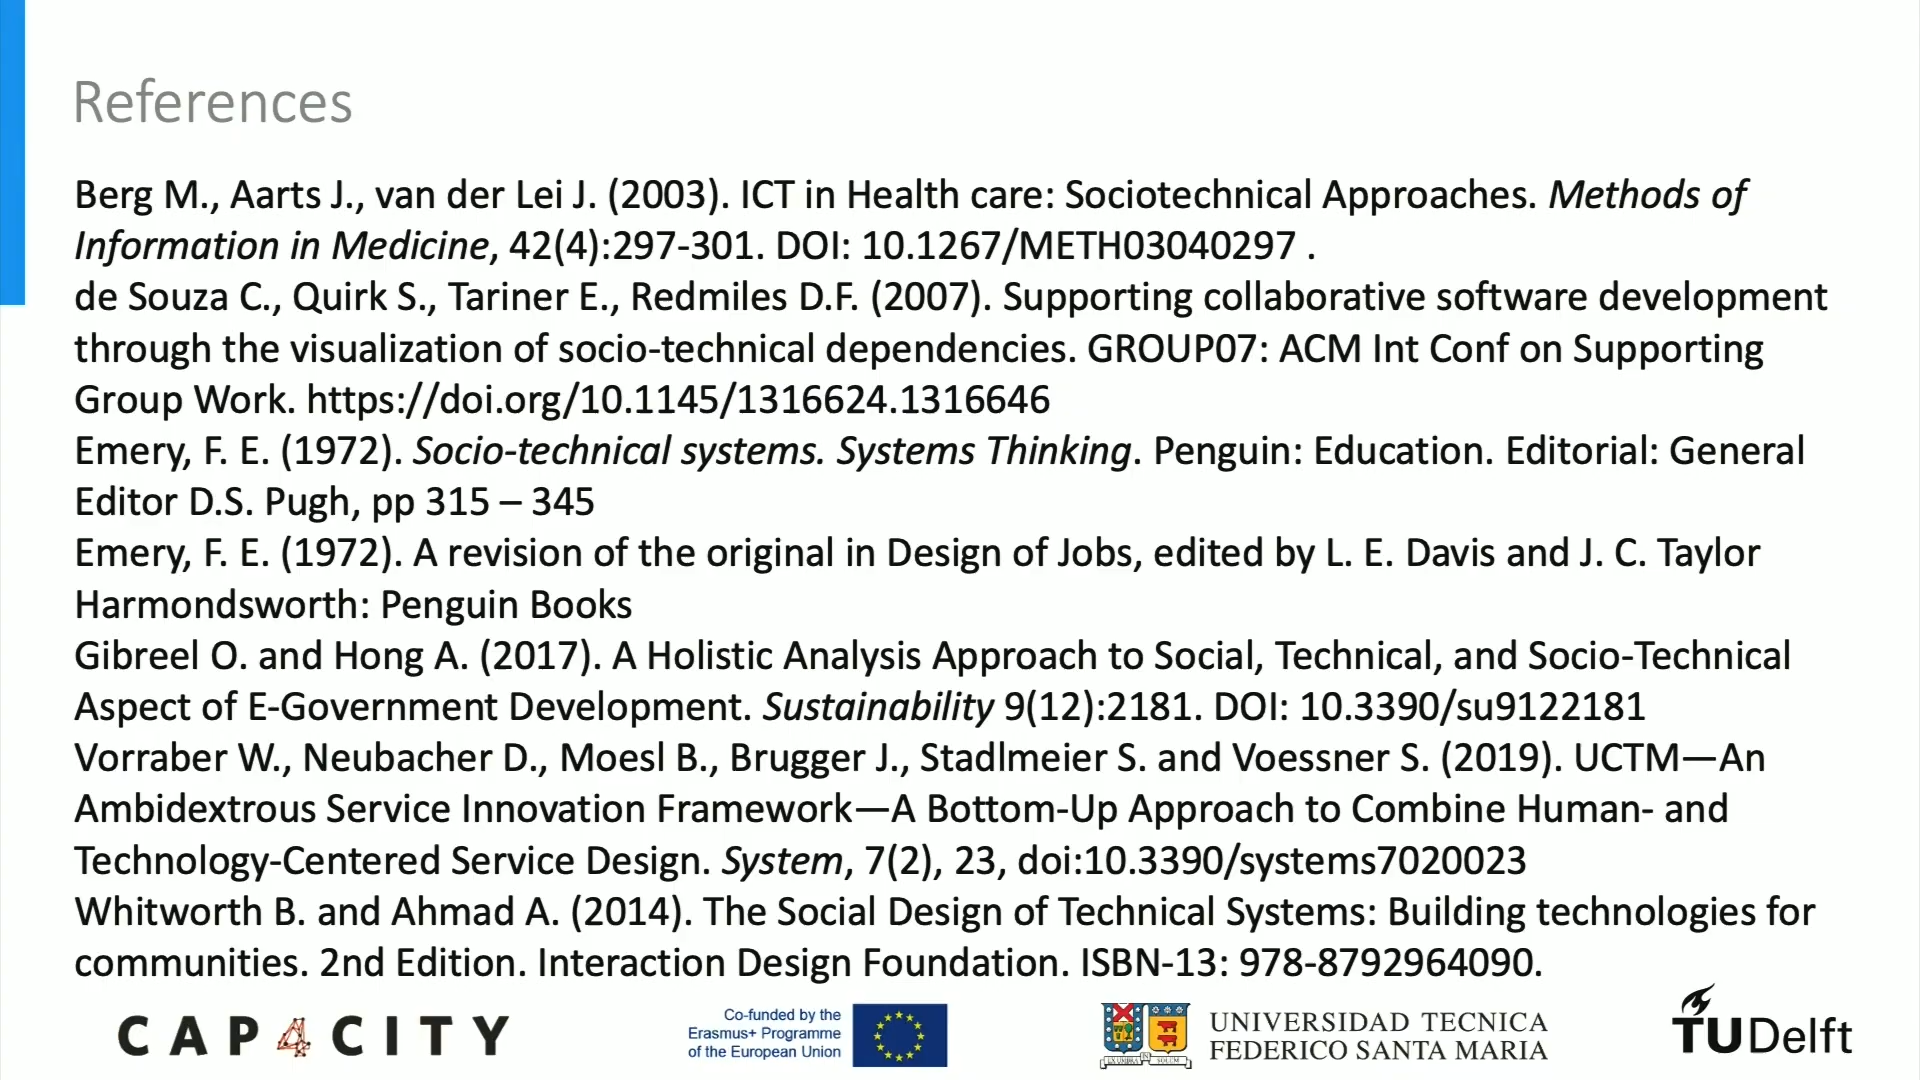 References
Berg M., Aarts J., van der Lei J. (2003). ICT in Health care: Sociotechnical Approaches. Methods of
Information in Medicine, 42(4):297-301. DOI: 10.1267/METH03040297 .
de Souza C., Quirk S., Tariner E., Redmiles D.F. (2007). Supporting collaborative software development
through the visualization of socio-technical dependencies. GROUP07: ACM Int Conf on Supporting
Group Work. https://doi.org/10.1145/1316624.1316646
Emery, F. E. (1972). Socio-technical systems. Systems Thinking. Penguin: Education. Editorial: General
Editor D.S. Pugh, pp 315 – 345
Emery, F. E. (1972). A revision of the original in Design of Jobs, edited by L. E. Davis and J. C. Taylor
Harmondsworth: Penguin Books
Gibreel O. and Hong A. (2017). A Holistic Analysis Approach to Social, Technical, and Socio-Technical
Aspect of E-Government Development. Sustainability 9(12):2181. DOI: 10.3390/su9122181
Vorraber W., Neubacher D., Moesl B., Brugger J., Stadlmeier S. and Voessner S. (2019). UCTM—An
Ambidextrous Service Innovation Framework—A Bottom-Up Approach to Combine Human- and
Technology-Centered Service Design. System, 7(2), 23, doi:10.3390/systems7020023
Whitworth B. and Ahmad A. (2014). The Social Design of Technical Systems: Building technologies for
communities. 2nd Edition. Interaction Design Foundation. ISBN-13: 978-8792964090.
CAP4CITY
Co-funded by the
Erasmus+ Programme
of the European Union
EX UMBRA IN SOLEM
UNIVERSIDAD TECNICA
FEDERICO SANTA MARIA
TUDelft